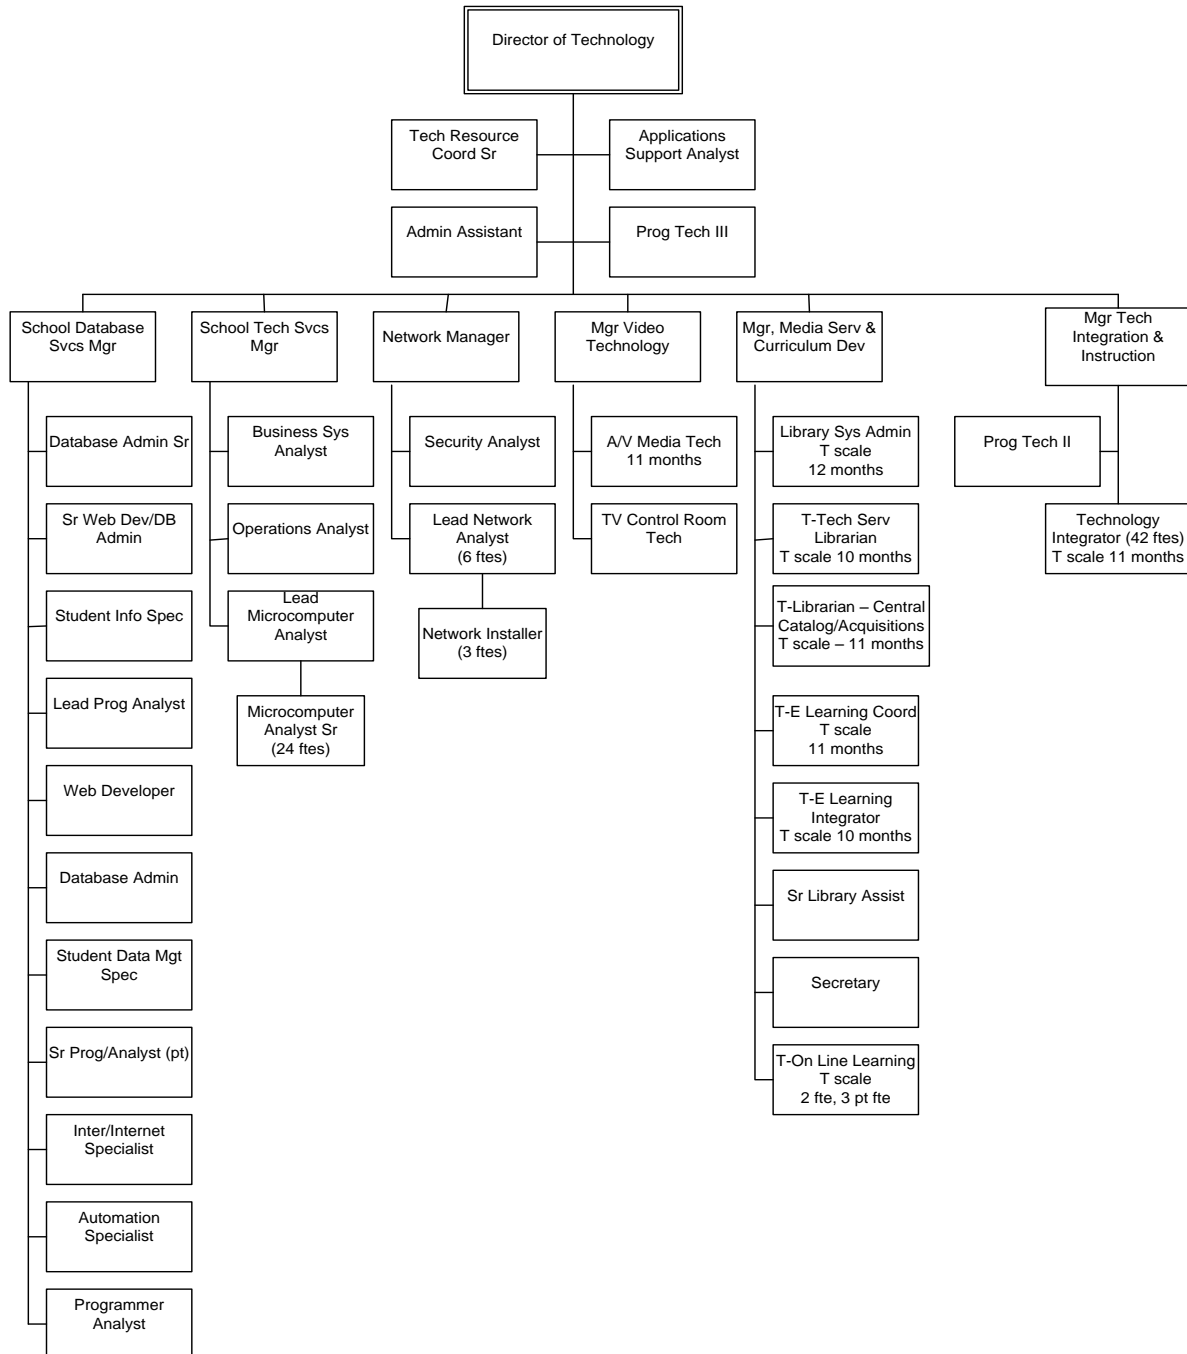 Director of Technology
Tech Resource
Coord Sr
Applications
Support Analyst
Admin Assistant
Prog Tech III
School Database
Svcs Mgr
School Tech Svcs
Mgr
Network Manager
Mgr Video
Technology
Mgr, Media Serv &
Curriculum Dev
Mgr Tech
Integration &
Instruction
Database Admin Sr
Sr Web Dev/DB
Admin
Student Info Spec
Lead Prog Analyst
Web Developer
Database Admin
Student Data Mgt
Spec
Sr Prog/Analyst (pt)
Inter/Internet
Specialist
Automation
Specialist
Programmer
Analyst
Business Sys
Analyst
Operations Analyst
Lead
Microcomputer
Analyst
Microcomputer
Analyst Sr
(24 ftes)
Security Analyst
Lead Network
Analyst
(6 ftes)
Network Installer
(3 ftes)
A/V Media Tech
11 months
TV Control Room
Tech
Library Sys Admin
T scale
12 months
T-Tech Serv
Librarian
T scale 10 months
T-Librarian – Central
Catalog/Acquisitions
T scale – 11 months
T-E Learning Coord
T scale
11 months
T-E Learning
Integrator
T scale 10 months
Sr Library Assist
Secretary
T-On Line Learning
T scale
2 fte, 3 pt fte
Prog Tech II
Technology
Integrator (42 ftes)
T scale 11 months